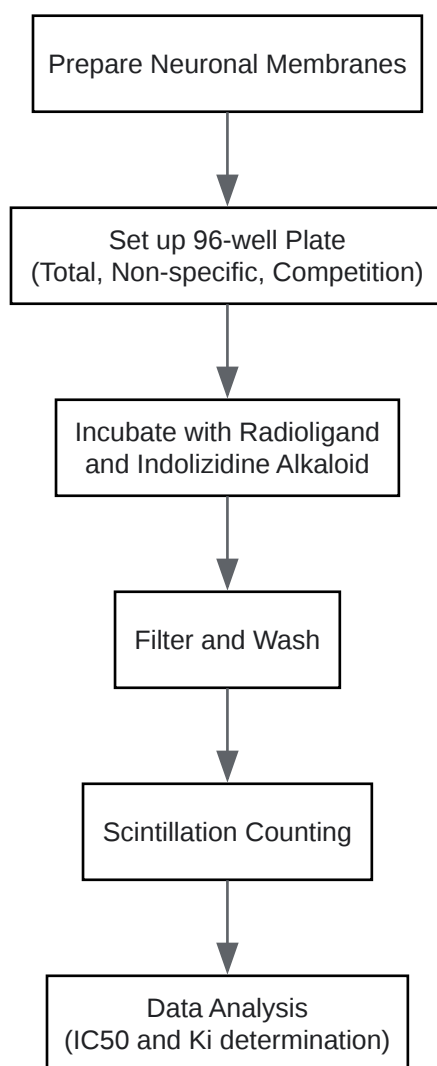 Prepare Neuronal Membranes
Set up 96-well Plate
(Total, Non-specific, Competition)
Incubate with Radioligand
and Indolizidine Alkaloid
Filter and Wash
Scintillation Counting
Data Analysis
(IC50 and Ki determination)